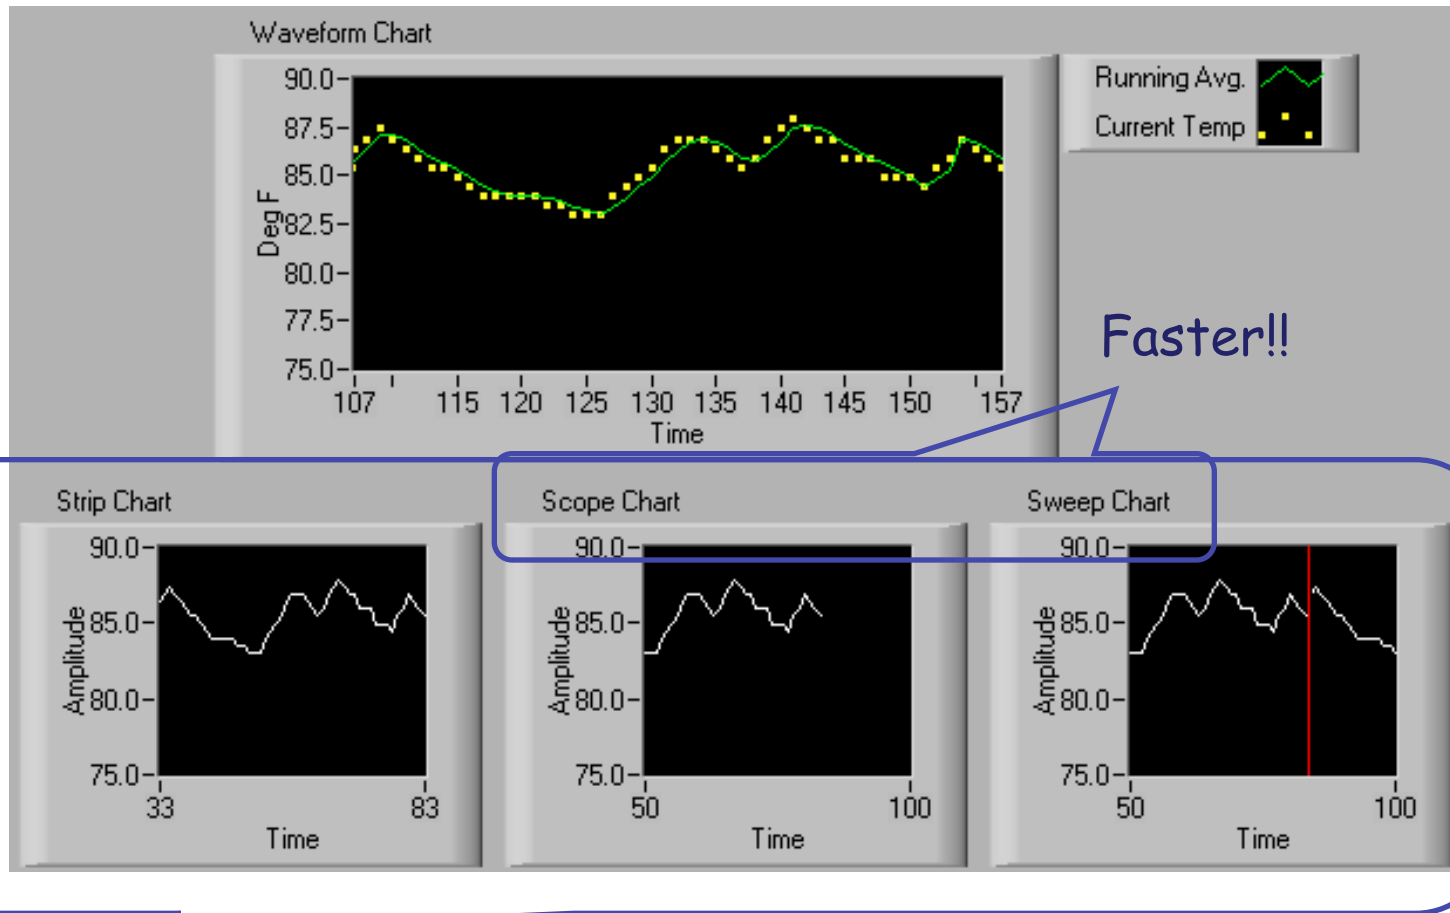 Waveform Chart
90.0
87.5
85.0
82.5
80.0
77.5
75.0
Deg F
107 115 120 125 130 135 140 145 150 157
Time
Running Avg.
Current Temp
Faster!!
Strip Chart
90.0
85.0
80.0
75.0
Amplitude
33 83
Time
Scope Chart
90.0
85.0
80.0
75.0
Amplitude
50 100
Time
Sweep Chart
90.0
85.0
80.0
75.0
Amplitude
50 100
Time